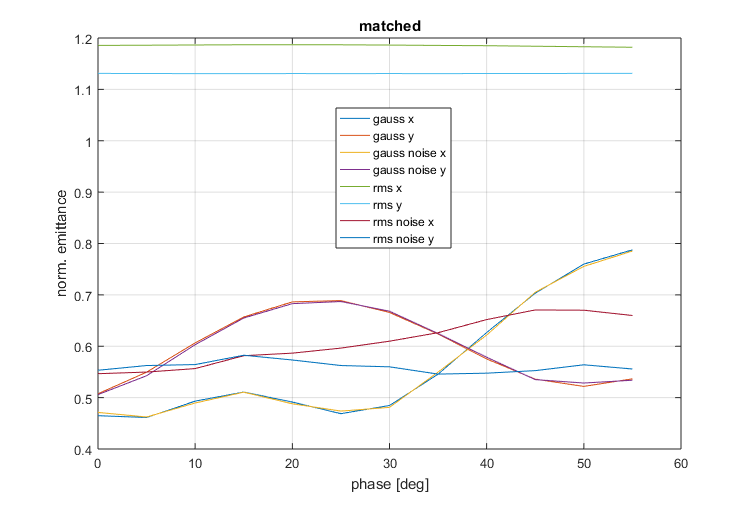 matched
1.2
1.1
1
0.9
0.8
0.7
0.6
0.5
0.4
norm. emittance
gauss x
gauss y
gauss noise x
gauss noise y
rms x
rms y
rms noise x
rms noise y
0 10 20 30 40 50 60
phase [deg]